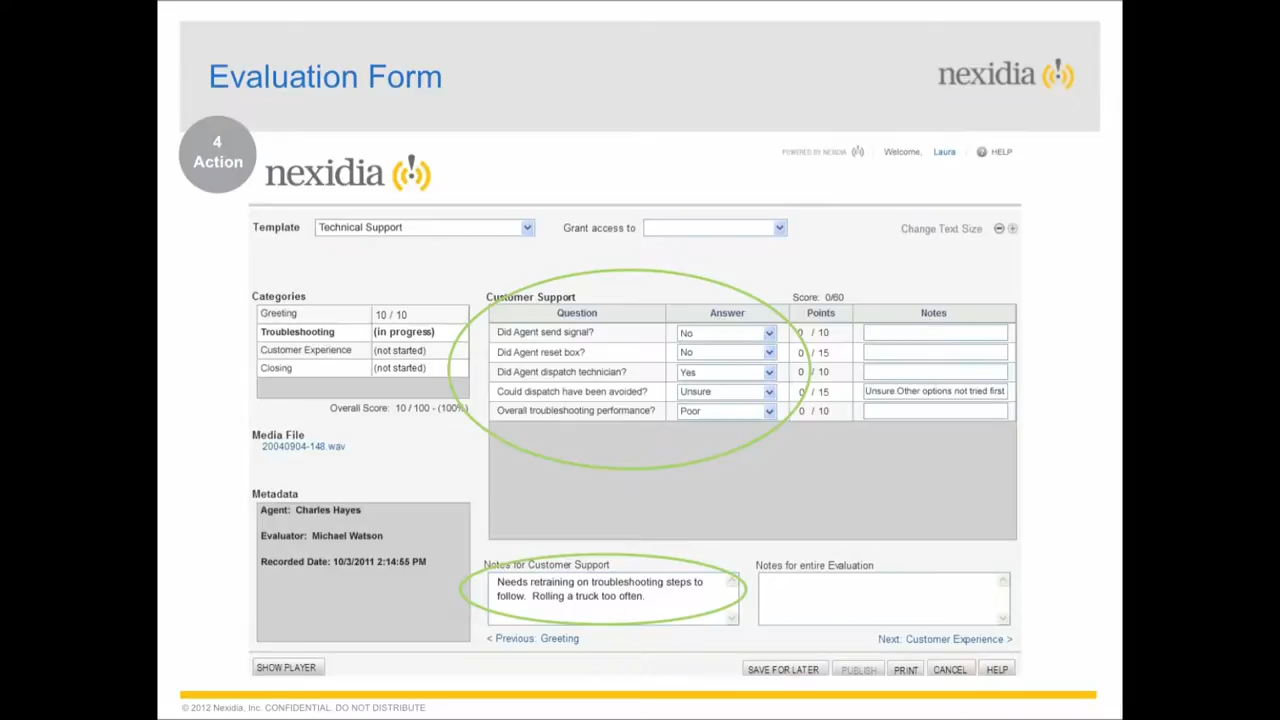 Evaluation Form
nexidia
4
Action
nexidia
POWERED BY NEXIDIA
Welcome, Laura
HELP
Template Technical Support
Grant access to
Change Text Size
Categories
Greeting 10 / 10
Troubleshooting (in progress)
Customer Experience (not started)
Closing (not started)
Overall Score: 10 / 100 - (100%)
Media File
20040904-148.wav
Metadata
Agent: Charles Hayes
Evaluator: Michael Watson
Recorded Date: 10/3/2011 2:14:55 PM
Customer Support Score: 0/60
Question Answer Points Notes
Did Agent send signal? No 0 / 10
Did Agent reset box? No 0 / 15
Did Agent dispatch technician? Yes 0 / 10
Could dispatch have been avoided? Unsure 0 / 15 Unsure.Other options not tried first
Overall troubleshooting performance? Poor 0 / 10
Notes for Customer Support
Needs retraining on troubleshooting steps to
follow. Rolling a truck too often.
Notes for entire Evaluation
< Previous: Greeting
Next: Customer Experience >
SHOW PLAYER
SAVE FOR LATER PUBLISH PRINT CANCEL HELP
© 2012 Nexidia, Inc. CONFIDENTIAL. DO NOT DISTRIBUTE